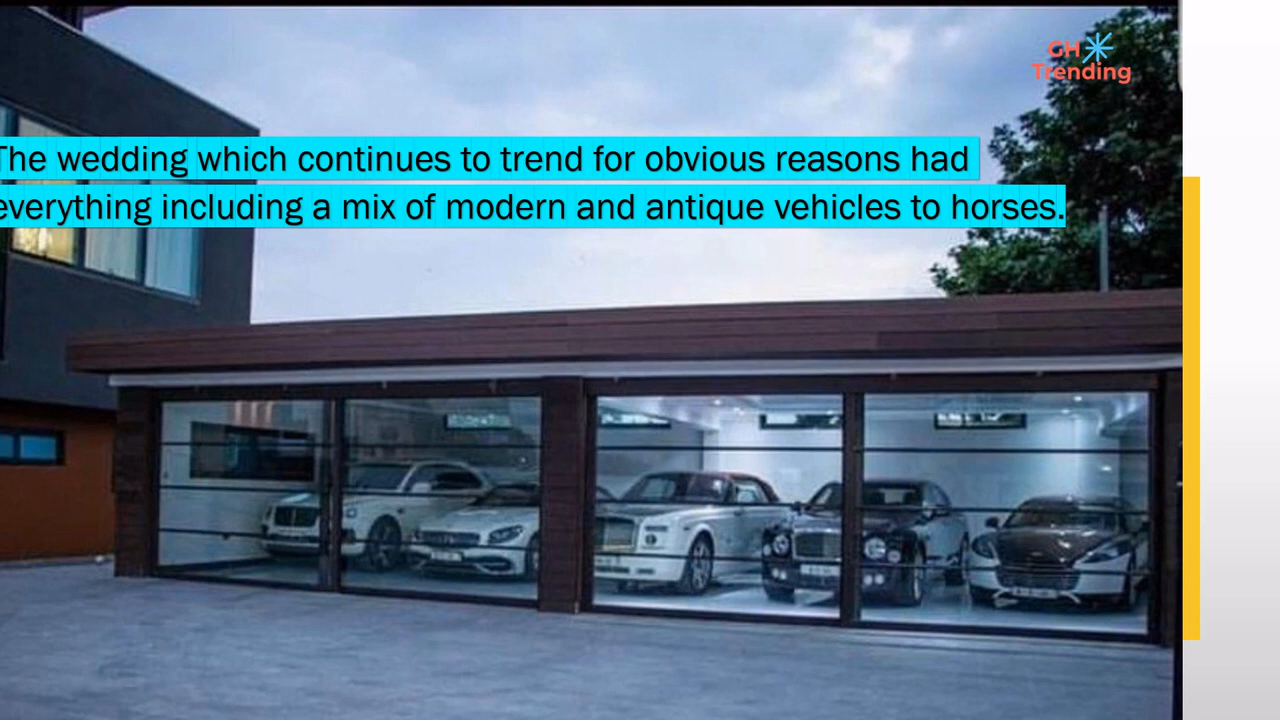 GH
Trending
The wedding which continues to trend for obvious reasons had
everything including a mix of modern and antique vehicles to horses.